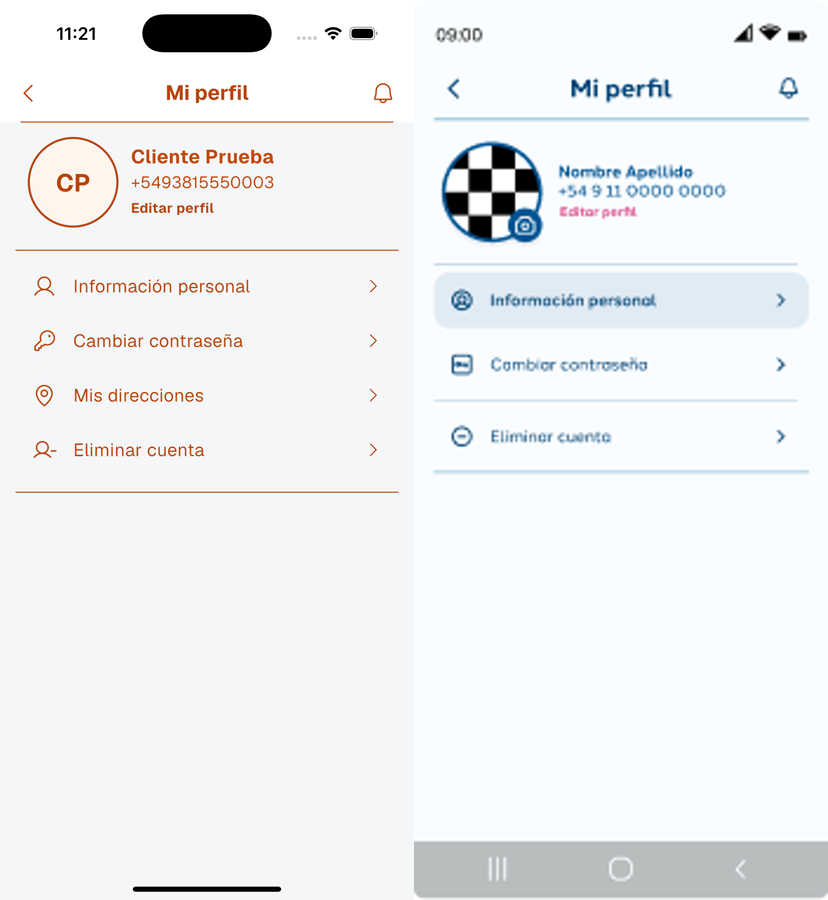 11:21
Mi perfil
CP
Cliente Prueba
+5493815550003
Editar perfil
Información personal
Cambiar contraseña
Mis direcciones
Eliminar cuenta
09:00
Mi perfil
Nombre Apellido
+54 9 11 0000 0000
Editar perfil
Información personal
Cambiar contraseña
Eliminar cuenta